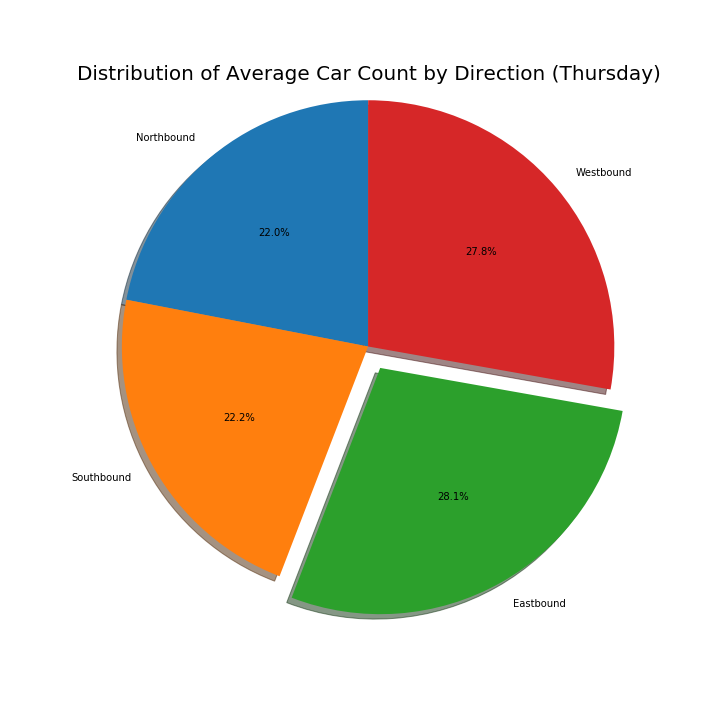 Distribution of Average Car Count by Direction (Thursday)
Northbound
Westbound
22.0%
27.8%
22.2%
Southbound
28.1%
Eastbound